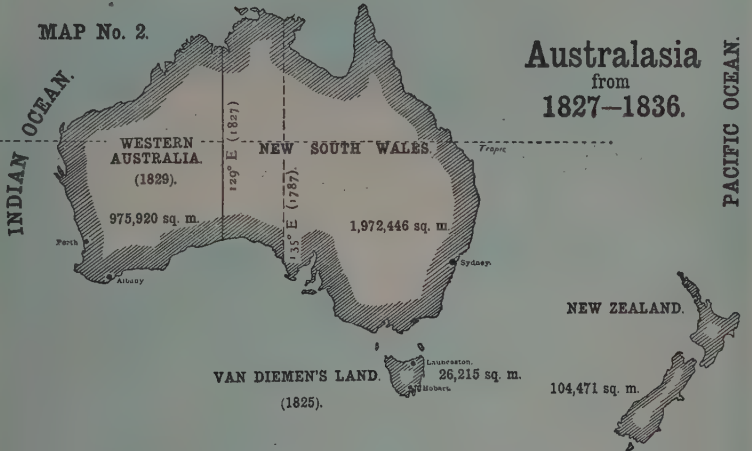 MAP No. 2.
Australasia
from
1827—1836.
INDIAN OCEAN.
PACIFIC OCEAN.
WESTERN
AUSTRALIA.
(1829).
975,920 sq. m.
129° E (1827)
135° E (1787).
NEW SOUTH WALES.
Tropic
1,972,446 sq. m.
Perth
Albany
Sydney.
NEW ZEALAND.
104,471 sq. m.
VAN DIEMEN'S LAND.
(1825).
Launceston.
26,215 sq. m.
Hobart.